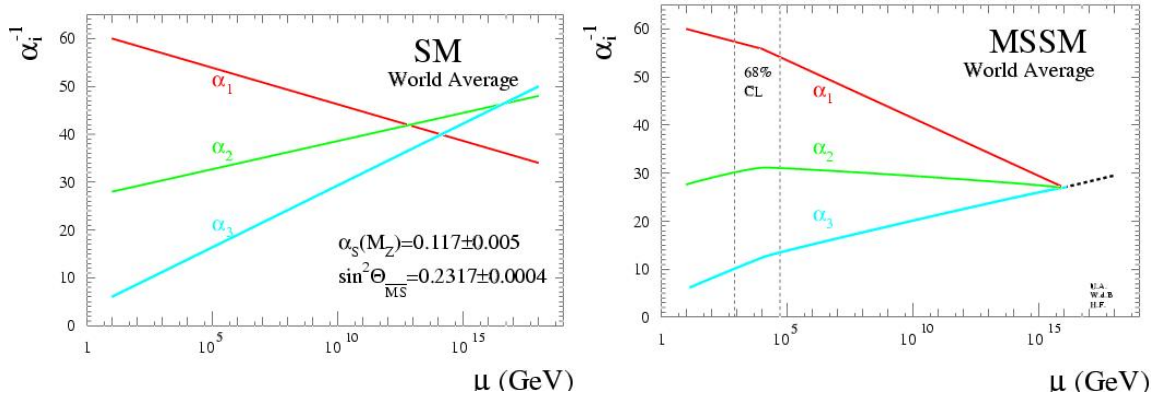 α_i^-1
60
50
40
30
20
10
0
SM
World Average
α_1
α_2
α_3
α_S(M_Z)=0.117±0.005
sin^2Θ_MS̅=0.2317±0.0004
1
10^5
10^10
10^15
μ (GeV)
α_i^-1
60
50
40
30
20
10
0
MSSM
World Average
68%
CL
α_1
α_2
α_3
U.A.
W.d.B
H.F.
1
10^5
10^10
10^15
μ (GeV)